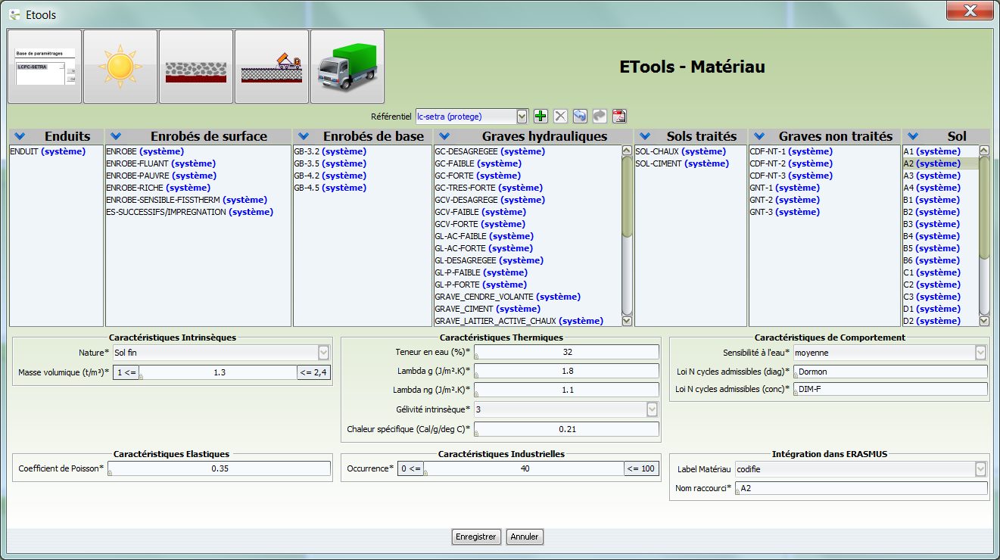 Etools
Base de paramétrages
LCPC-SETRA
ETools - Matériau
Référentiel lc-setra (protege)
Enduits
ENDUIT (système)
Enrobés de surface
ENROBE (système)
ENROBE-FLUANT (système)
ENROBE-PAUVRE (système)
ENROBE-RICHE (système)
ENROBE-SENSIBLE-FISSTHERM (système)
ES-SUCCESSIFS/IMPREGNATION (système)
Enrobés de base
GB-3.2 (système)
GB-3.5 (système)
GB-4.2 (système)
GB-4.5 (système)
Graves hydrauliques
GC-DESAGREGEE (système)
GC-FAIBLE (système)
GC-FORTE (système)
GC-TRES-FORTE (système)
GCV-DESAGREGE (système)
GCV-FAIBLE (système)
GCV-FORTE (système)
GL-AC-FAIBLE (système)
GL-AC-FORTE (système)
GL-DESAGREGEE (système)
GL-P-FAIBLE (système)
GL-P-FORTE (système)
GRAVE_CENDRE_VOLANTE (système)
GRAVE_CIMENT (système)
GRAVE_LAITIER_ACTIVE_CHAUX (système)
Sols traités
SOL-CHAUX (système)
SOL-CIMENT (système)
Graves non traités
CDF-NT-1 (système)
CDF-NT-2 (système)
CDF-NT-3 (système)
GNT-1 (système)
GNT-2 (système)
GNT-3 (système)
Sol
A1 (système)
A2 (système)
A3 (système)
A4 (système)
B1 (système)
B2 (système)
B3 (système)
B4 (système)
B5 (système)
B6 (système)
C1 (système)
C2 (système)
C3 (système)
D1 (système)
D2 (système)
Caractéristiques Intrinsèques
Nature* Sol fin
Masse volumique (t/m³)* 1 <= 1.3 <= 2,4
Caractéristiques Thermiques
Teneur en eau (%)* 32
Lambda g (J/m².K)* 1.8
Lambda ng (J/m².K)* 1.1
Gélivité intrinsèque* 3
Chaleur spécifique (Cal/g/deg C)* 0.21
Caractéristiques de Comportement
Sensibilité à l'eau* moyenne
Loi N cycles admissibles (diag)* Dormon
Loi N cycles admissibles (conc)* DIM-F
Caractéristiques Elastiques
Coefficient de Poisson* 0.35
Caractéristiques Industrielles
Occurrence* 0 <= 40 <= 100
Intégration dans ERASMUS
Label Matériau codifie
Nom raccourci* A2
Enregistrer Annuler